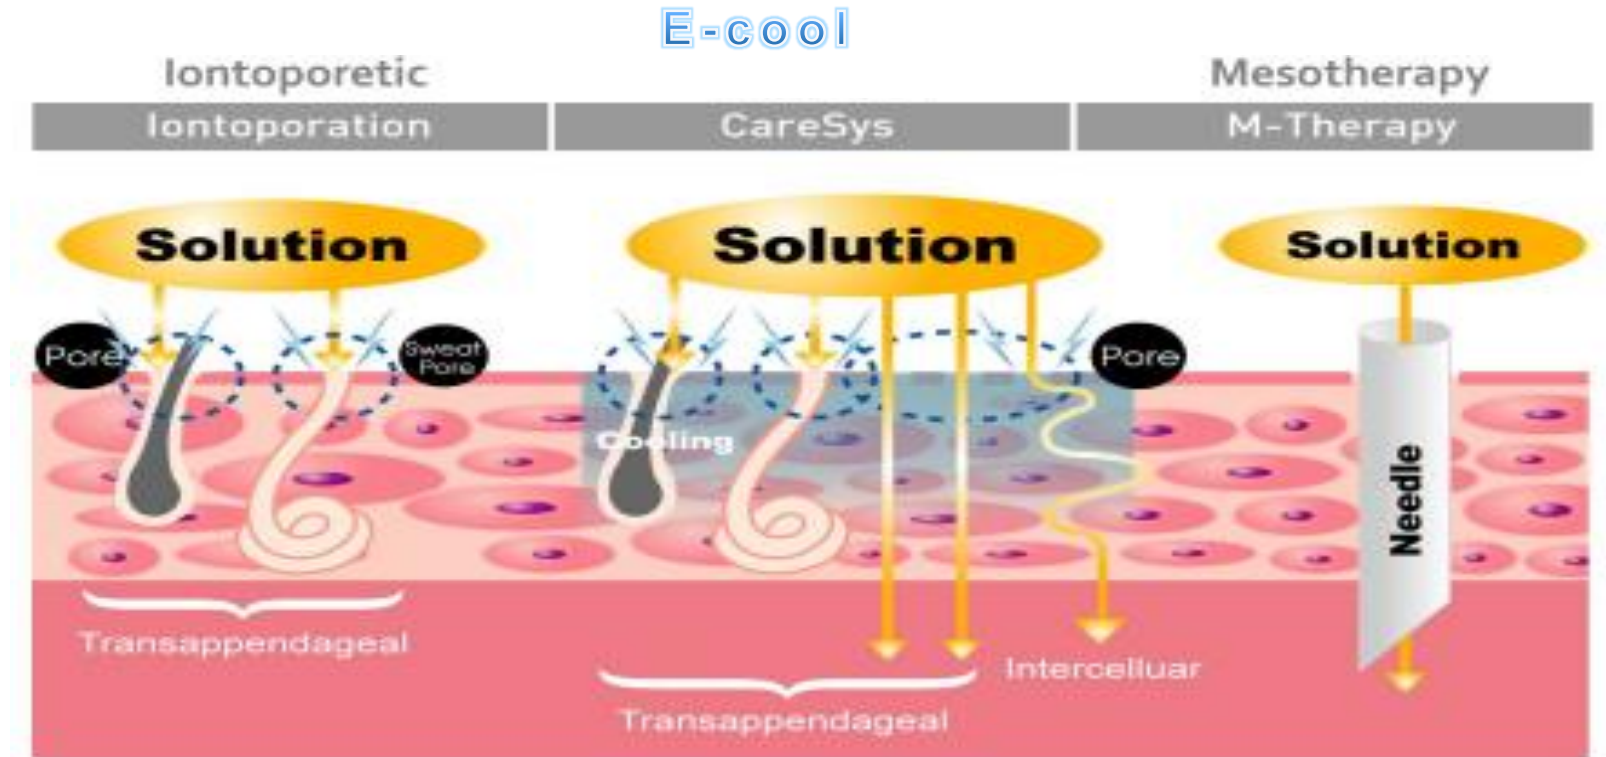 E-cool
Iontoporetic
Mesotherapy
Iontoporation
CareSys
M-Therapy
Solution
Solution
Solution
Pore
Sweat
Pore
Pore
Cooling
Needle
Transappendageal
Intercelluar
Transappendageal